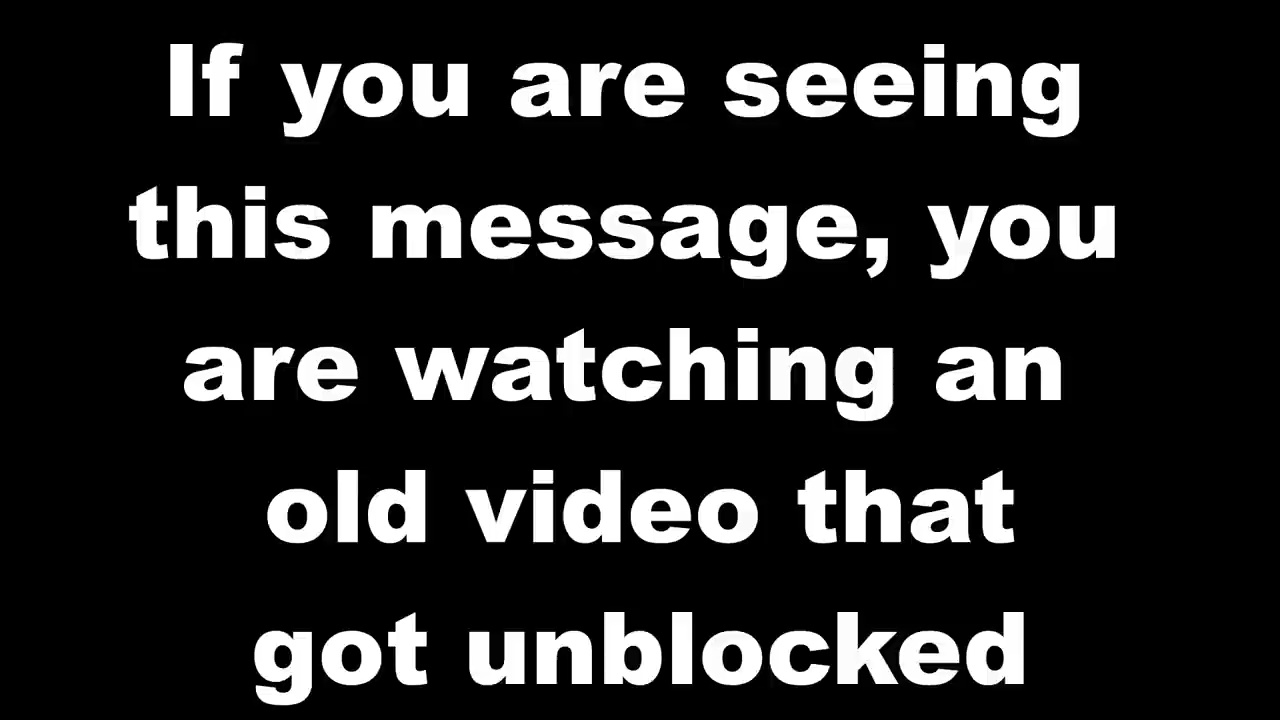 If you are seeing
this message, you
are watching an
old video that
got unblocked